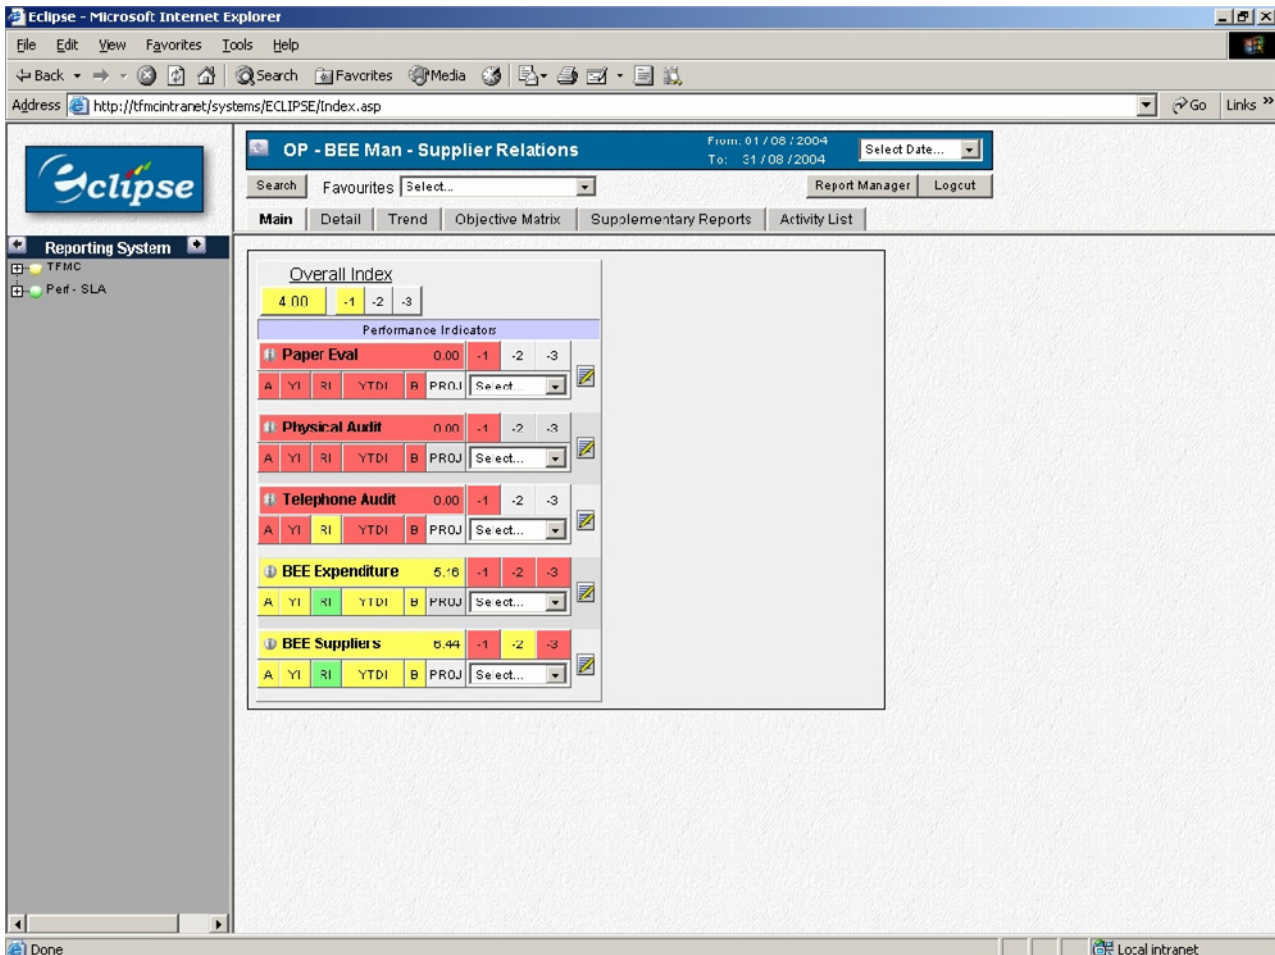 Eclipse - Microsoft Internet Explorer
File Edit View Favorites Tools Help
Back Search Favorites Media
Address http://tfmcintranet/systems/ECLIPSE/Index.asp Go Links »
Eclipse
OP - BEE Man - Supplier Relations
From: 01 / 08 / 2004
To: 31 / 08 / 2004
Select Date...
Search Favourites Select... Report Manager Logout
Main Detail Trend Objective Matrix Supplementary Reports Activity List
Reporting System
TFMC
Perf - SLA
Overall Index
4.00 -1 -2 -3
Performance Indicators
Paper Eval 0.00 -1 -2 -3
A YI RI YTDI B PROJ Select...
Physical Audit 0.00 -1 -2 -3
A YI RI YTDI B PROJ Select...
Telephone Audit 0.00 -1 -2 -3
A YI RI YTDI B PROJ Select...
BEE Expenditure -1 -2 -3
A YI RI YTDI B PROJ Select...
BEE Suppliers -1 -2 -3
A YI RI YTDI B PROJ Select...
Done Local intranet